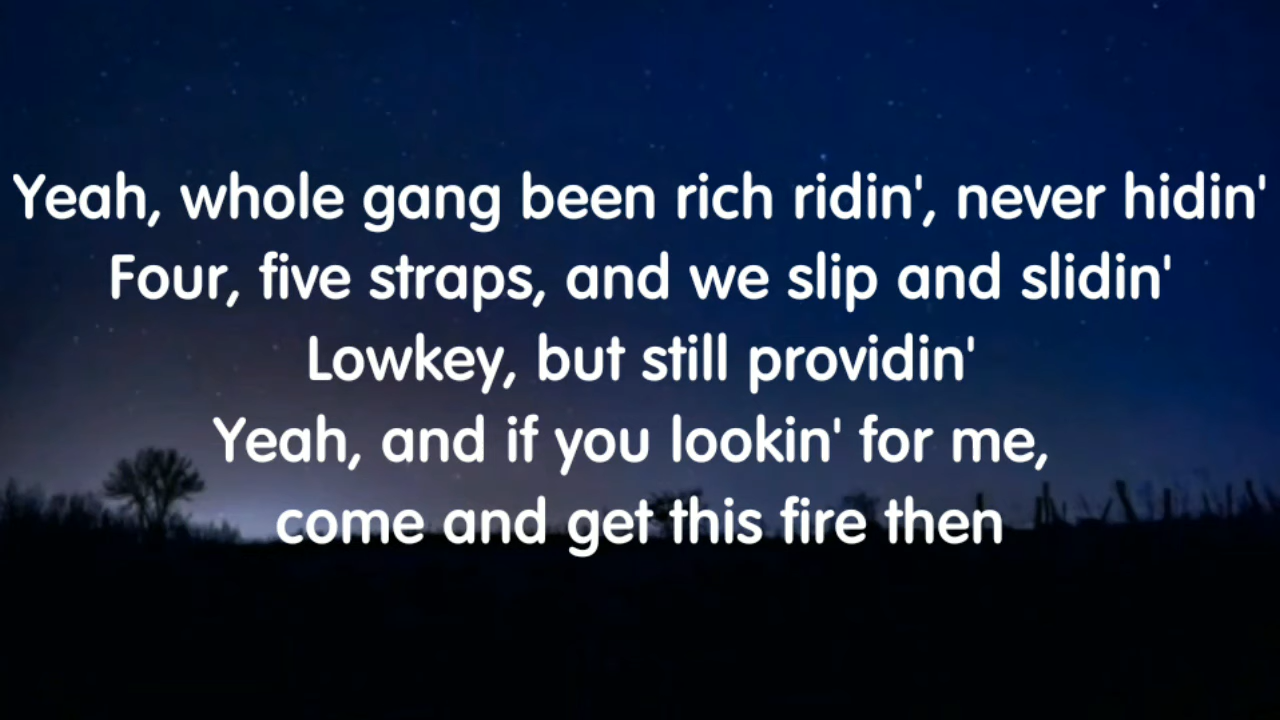 Yeah, whole gang been rich ridin', never hidin'
Four, five straps, and we slip and slidin'
Lowkey, but still providin'
Yeah, and if you lookin' for me,
come and get this fire then